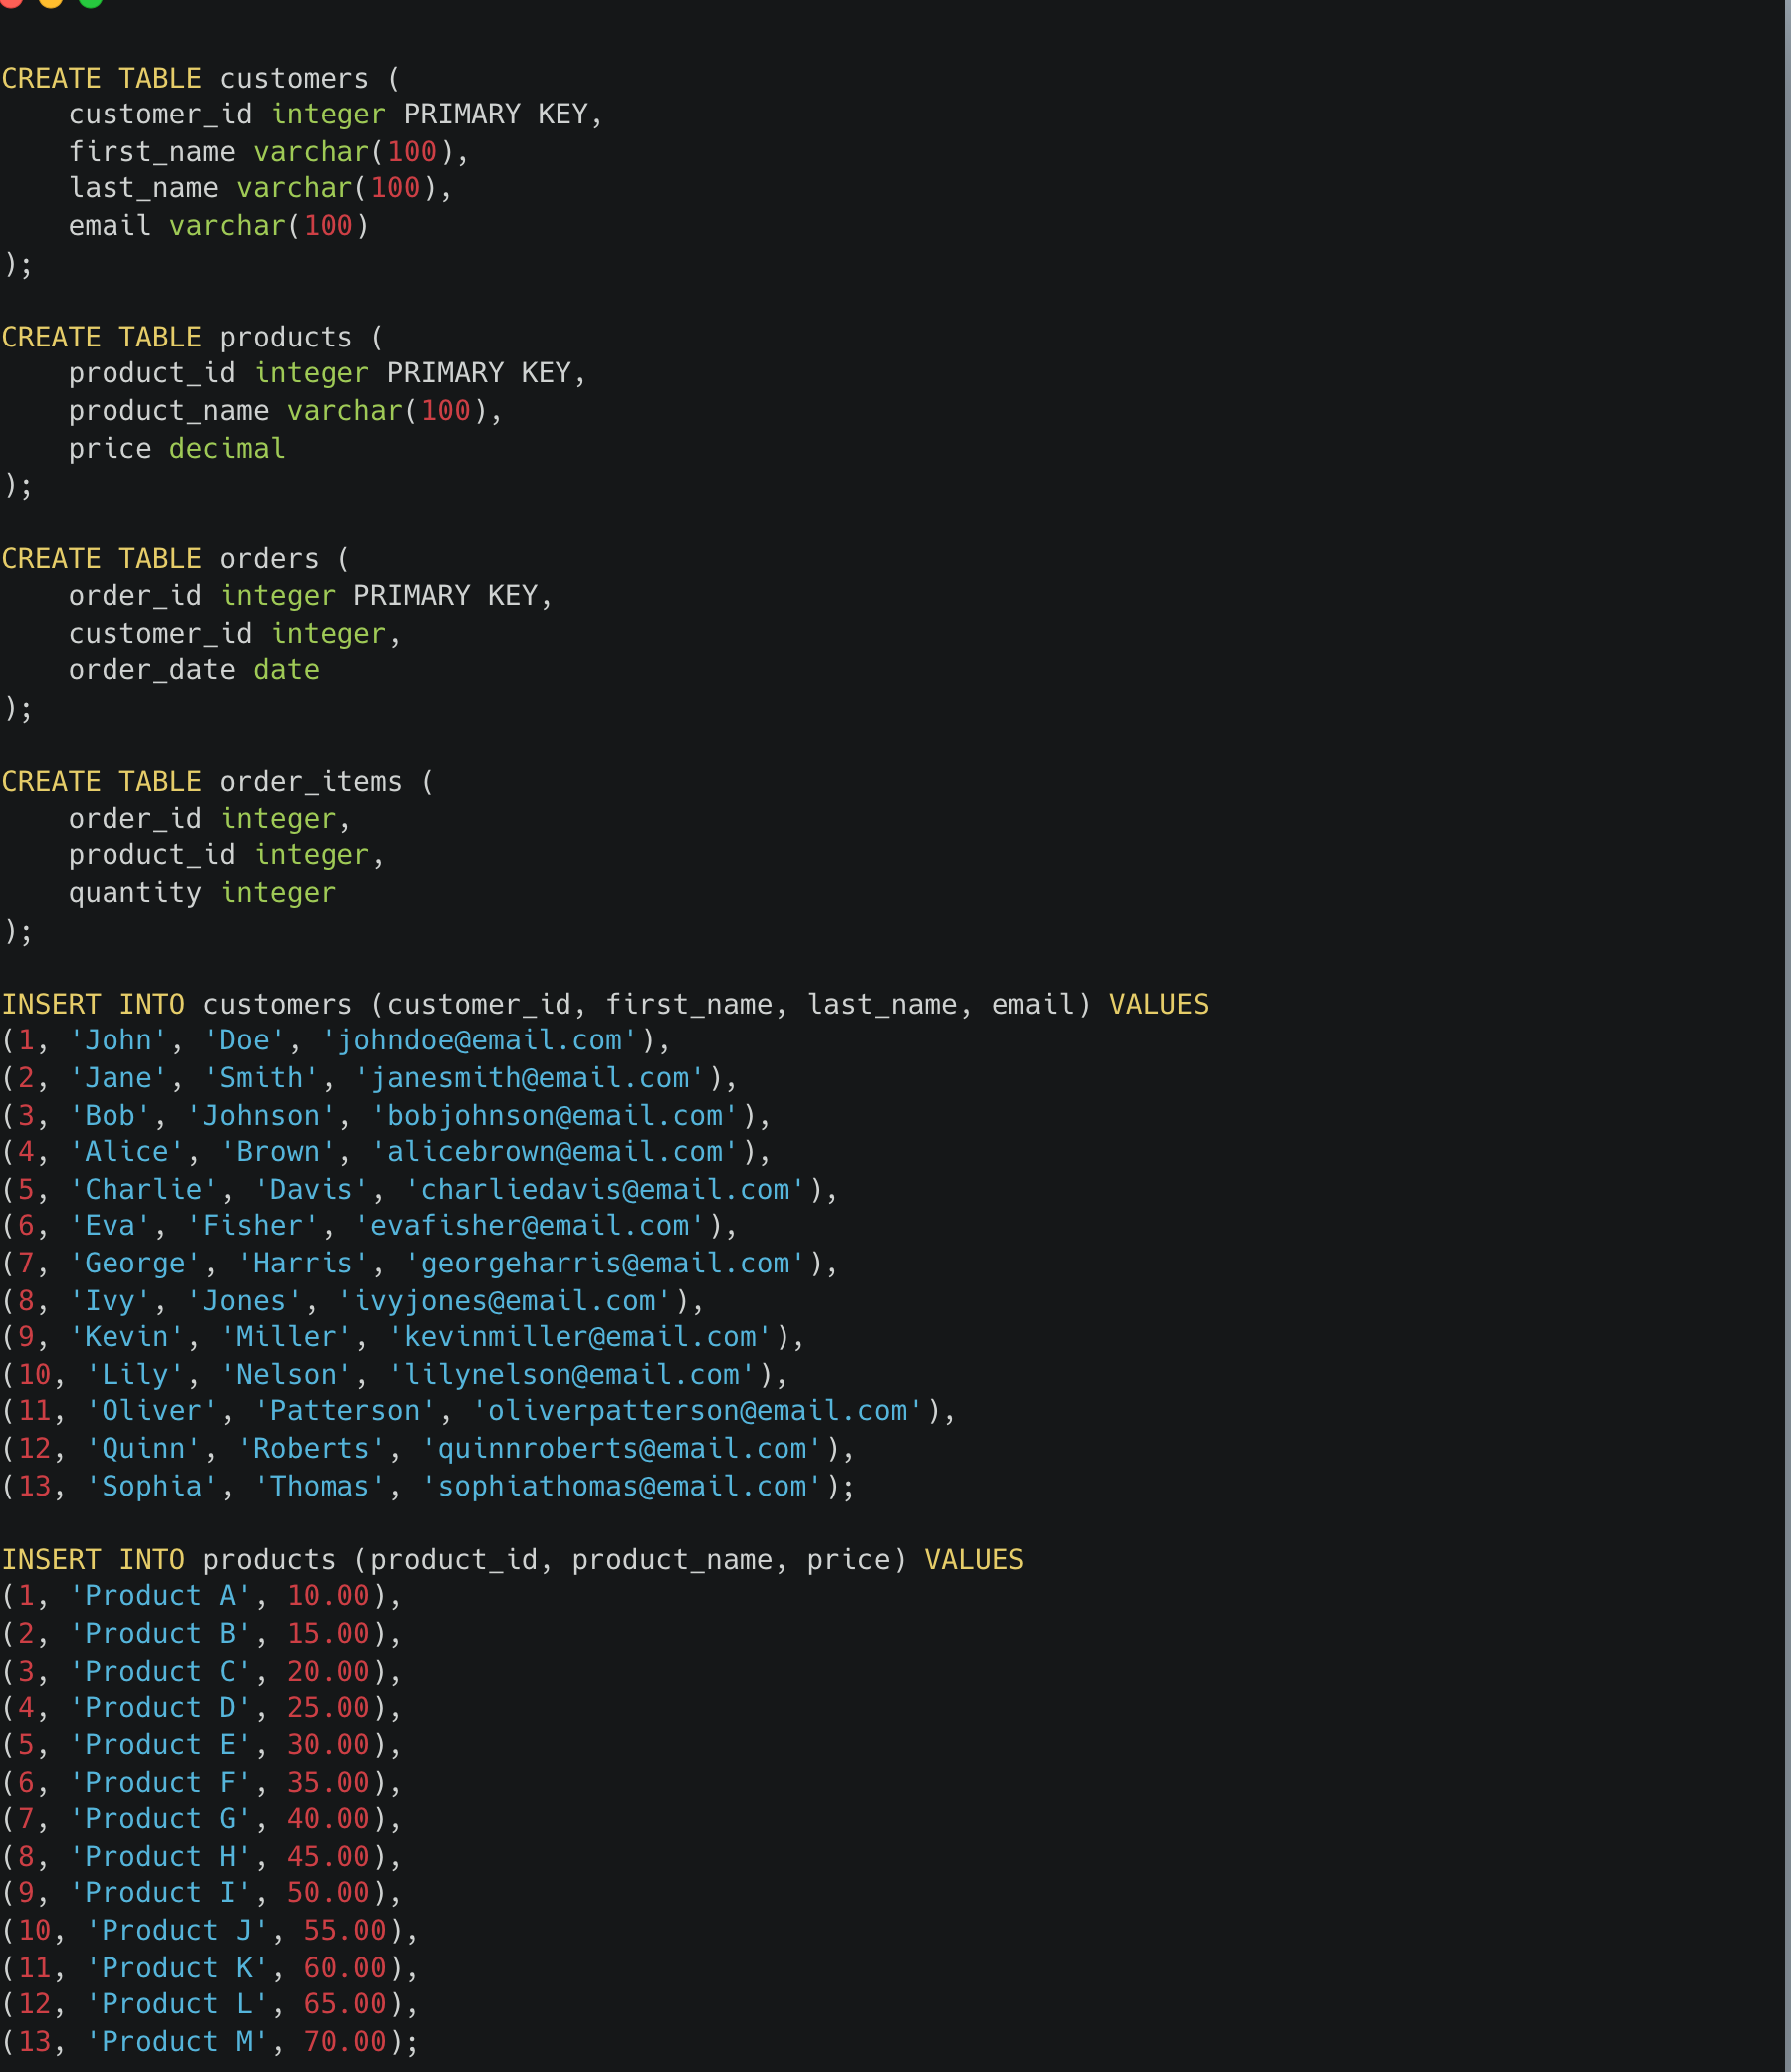 CREATE TABLE customers (
    customer_id integer PRIMARY KEY,
    first_name varchar(100),
    last_name varchar(100),
    email varchar(100)
);

CREATE TABLE products (
    product_id integer PRIMARY KEY,
    product_name varchar(100),
    price decimal
);

CREATE TABLE orders (
    order_id integer PRIMARY KEY,
    customer_id integer,
    order_date date
);

CREATE TABLE order_items (
    order_id integer,
    product_id integer,
    quantity integer
);

INSERT INTO customers (customer_id, first_name, last_name, email) VALUES
(1, 'John', 'Doe', 'johndoe@email.com'),
(2, 'Jane', 'Smith', 'janesmith@email.com'),
(3, 'Bob', 'Johnson', 'bobjohnson@email.com'),
(4, 'Alice', 'Brown', 'alicebrown@email.com'),
(5, 'Charlie', 'Davis', 'charliedavis@email.com'),
(6, 'Eva', 'Fisher', 'evafisher@email.com'),
(7, 'George', 'Harris', 'georgeharris@email.com'),
(8, 'Ivy', 'Jones', 'ivyjones@email.com'),
(9, 'Kevin', 'Miller', 'kevinmiller@email.com'),
(10, 'Lily', 'Nelson', 'lilynelson@email.com'),
(11, 'Oliver', 'Patterson', 'oliverpatterson@email.com'),
(12, 'Quinn', 'Roberts', 'quinnroberts@email.com'),
(13, 'Sophia', 'Thomas', 'sophiathomas@email.com');

INSERT INTO products (product_id, product_name, price) VALUES
(1, 'Product A', 10.00),
(2, 'Product B', 15.00),
(3, 'Product C', 20.00),
(4, 'Product D', 25.00),
(5, 'Product E', 30.00),
(6, 'Product F', 35.00),
(7, 'Product G', 40.00),
(8, 'Product H', 45.00),
(9, 'Product I', 50.00),
(10, 'Product J', 55.00),
(11, 'Product K', 60.00),
(12, 'Product L', 65.00),
(13, 'Product M', 70.00);